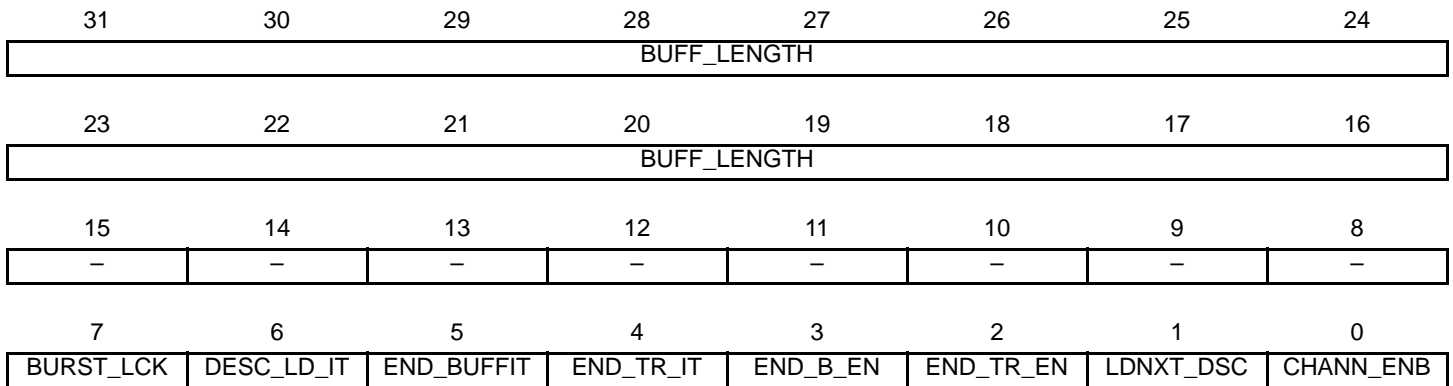 31 30 29 28 27 26 25 24
BUFF_LENGTH
23 22 21 20 19 18 17 16
BUFF_LENGTH
15 14 13 12 11 10 9 8
– – – – – – – –
7 6 5 4 3 2 1 0
BURST_LCK DESC_LD_IT END_BUFFIT END_TR_IT END_B_EN END_TR_EN LDNXT_DSC CHANN_ENB